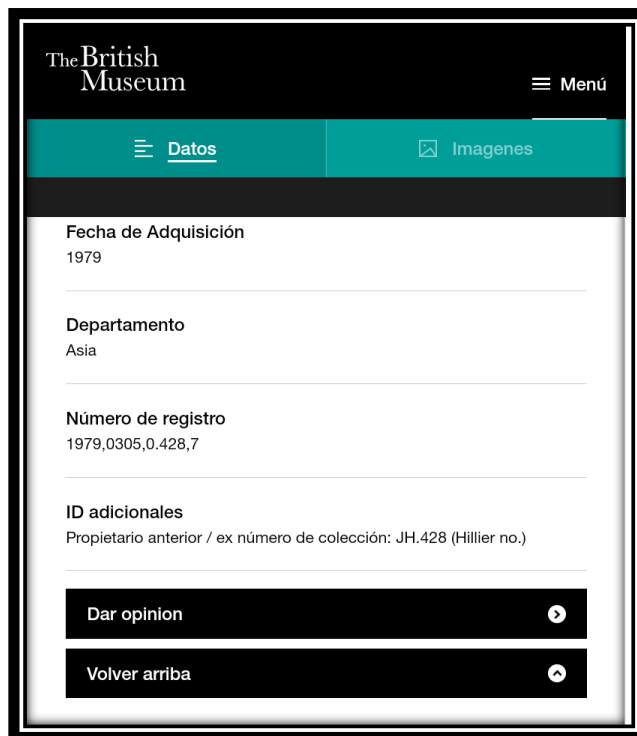 The British
Museum
Menú
Datos
Imagenes
Fecha de Adquisición
1979
Departamento
Asia
Número de registro
1979,0305,0.428,7
ID adicionales
Propietario anterior / ex número de colección: JH.428 (Hillier no.)
Dar opinion
Volver arriba